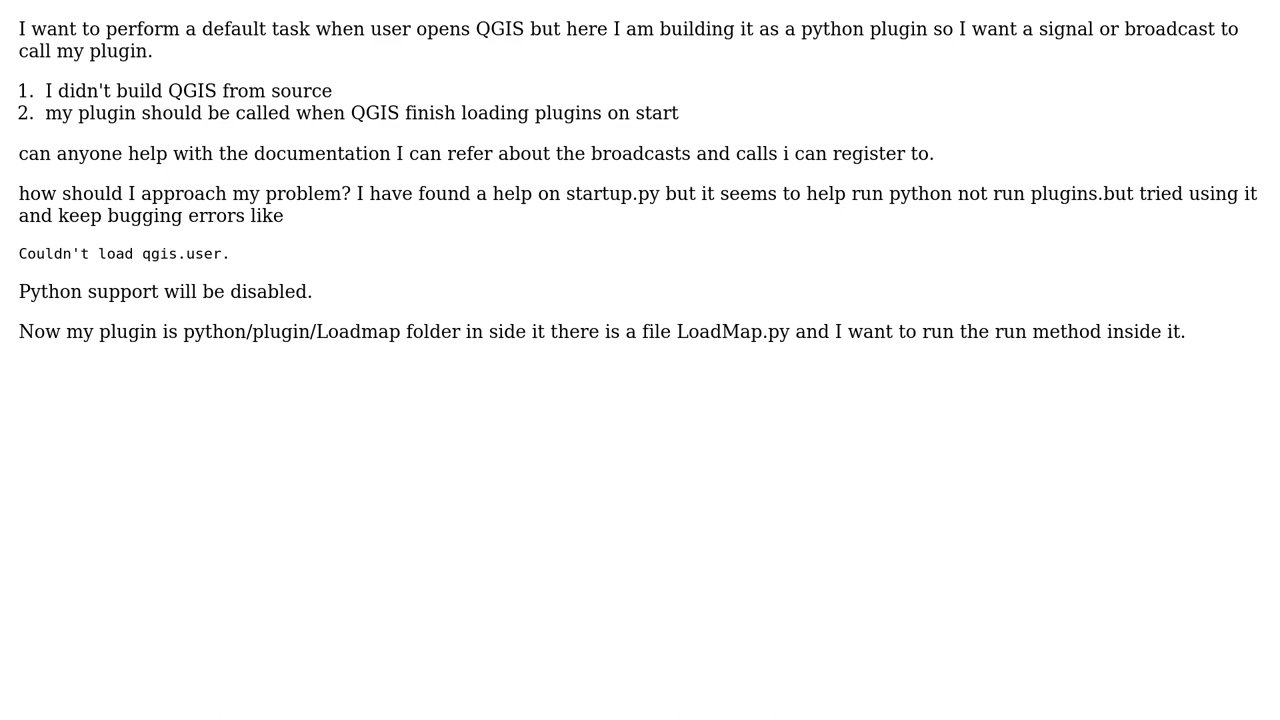 I want to perform a default task when user opens QGIS but here I am building it as a python plugin so I want a signal or broadcast to
call my plugin.
1. I didn't build QGIS from source
2. my plugin should be called when QGIS finish loading plugins on start
can anyone help with the documentation I can refer about the broadcasts and calls i can register to.
how should I approach my problem? I have found a help on startup.py but it seems to help run python not run plugins.but tried using it
and keep bugging errors like
Couldn't load qgis.user.
Python support will be disabled.
Now my plugin is python/plugin/Loadmap folder in side it there is a file LoadMap.py and I want to run the run method inside it.